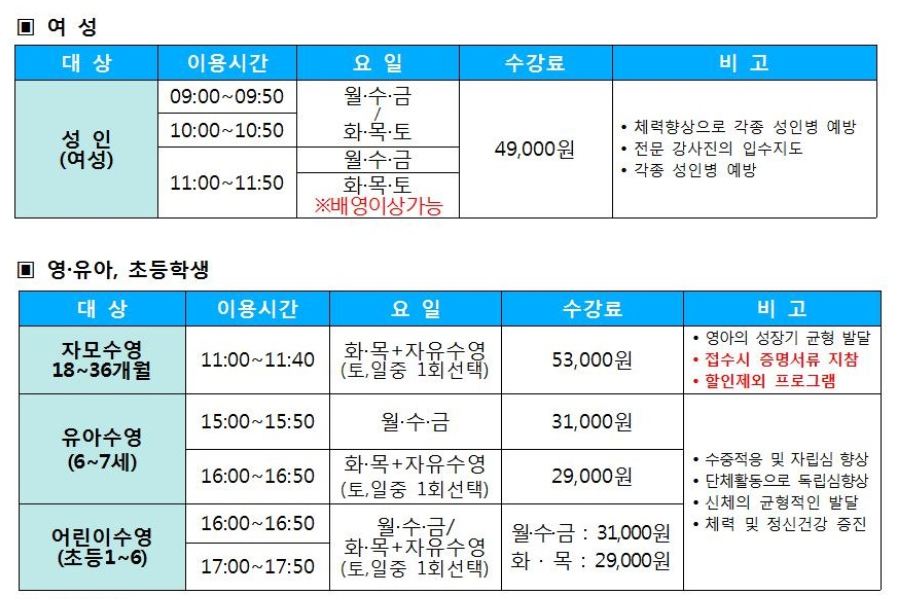 ▣ 여 성
대 상 이용시간 요 일 수강료 비 고
성 인
(여성)
09:00~09:50
10:00~10:50
11:00~11:50
월·수·금
/
화·목·토
월·수·금
화·목·토
※배영이상가능
49,000원
• 체력향상으로 각종 성인병 예방
• 전문 강사진의 입수지도
• 각종 성인병 예방
▣ 영·유아, 초등학생
대 상 이용시간 요 일 수강료 비 고
자모수영
18~36개월
11:00~11:40
화·목+자유수영
(토,일중 1회선택)
53,000원
• 영아의 성장기 균형 발달
• 접수시 증명서류 지참
• 할인제외 프로그램
유아수영
(6~7세)
15:00~15:50
월·수·금
31,000원
16:00~16:50
화·목+자유수영
(토,일중 1회선택)
29,000원
어린이수영
(초등1~6)
16:00~16:50
17:00~17:50
월·수·금/
화·목+자유수영
(토,일중 1회선택)
월·수·금 : 31,000원
화 · 목 : 29,000원
• 수중적응 및 자립심 향상
• 단체활동으로 독립심향상
• 신체의 균형적인 발달
• 체력 및 정신건강 증진